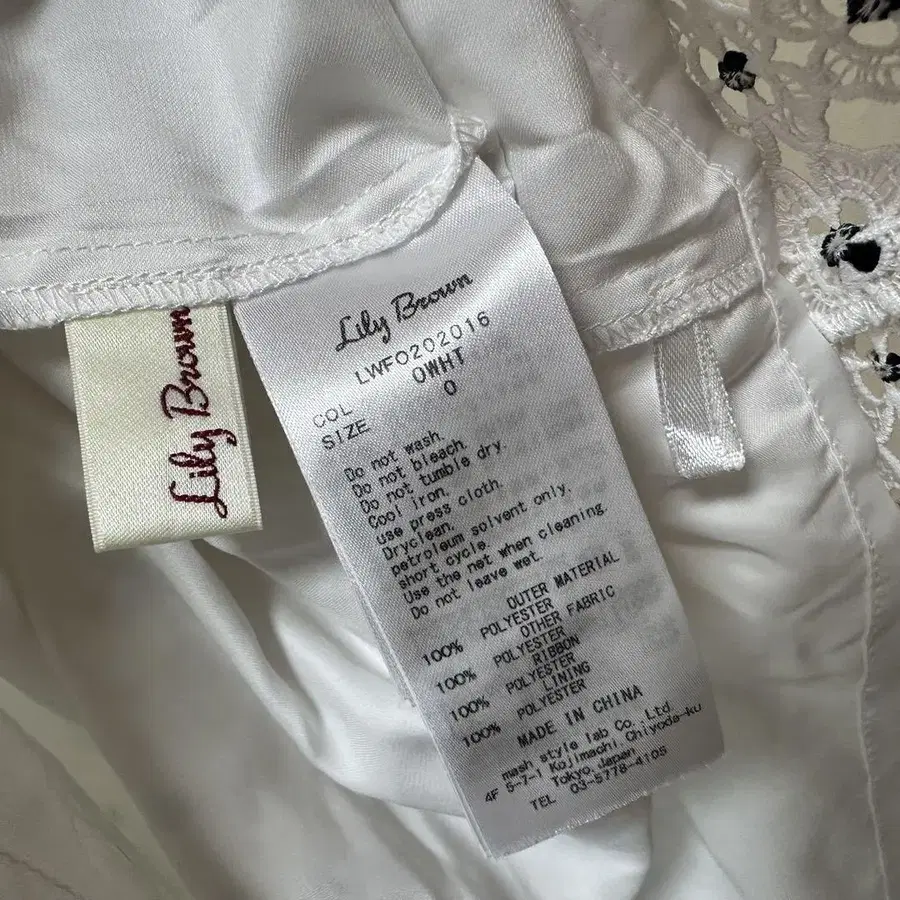 Lily Brown
Lily Brown
LWFO202016
COL OWHT
SIZE 0
Do not wash.
Do not bleach.
Do not tumble dry.
Cool iron.
use press cloth.
Dryclean.
petroleum solvent only.
short cycle.
Use the net when cleaning.
Do not leave wet.
OUTER MATERIAL
100% POLYESTER
OTHER FABRIC
100% POLYESTER
RIBBON
100% POLYESTER
LINING
100% POLYESTER
MADE IN CHINA
mash style lab Co., Ltd.
4F 5-7-1 Kojimachi Chiyoda-ku
Tokyo, Japan
TEL 03-5778-4105